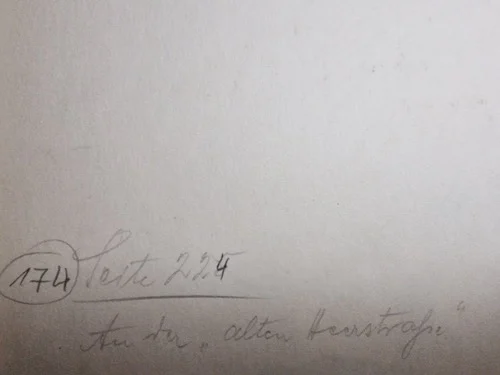 174 Seite 224
An der „alten Heerstraße"